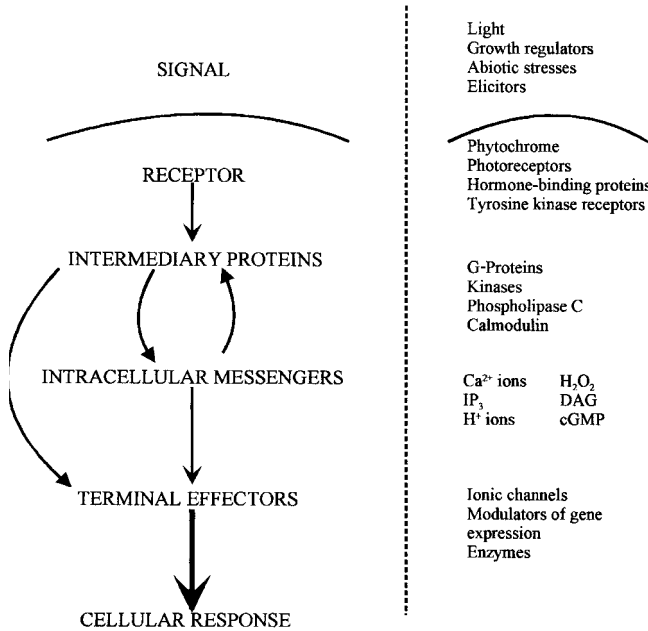 SIGNAL
RECEPTOR
INTERMEDIARY PROTEINS
INTRACELLULAR MESSENGERS
TERMINAL EFFECTORS
CELLULAR RESPONSE
Light
Growth regulators
Abiotic stresses
Elicitors
Phytochrome
Photoreceptors
Hormone-binding proteins
Tyrosine kinase receptors
G-Proteins
Kinases
Phospholipase C
Calmodulin
Ca²⁺ ions H₂O₂
IP₃ DAG
H⁺ ions cGMP
Ionic channels
Modulators of gene
expression
Enzymes